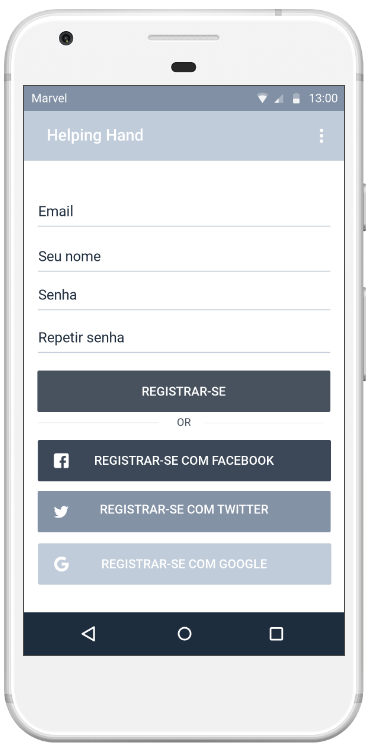 Marvel 13:00
Helping Hand
Email
Seu nome
Senha
Repetir senha
REGISTRAR-SE
OR
REGISTRAR-SE COM FACEBOOK
REGISTRAR-SE COM TWITTER
REGISTRAR-SE COM GOOGLE